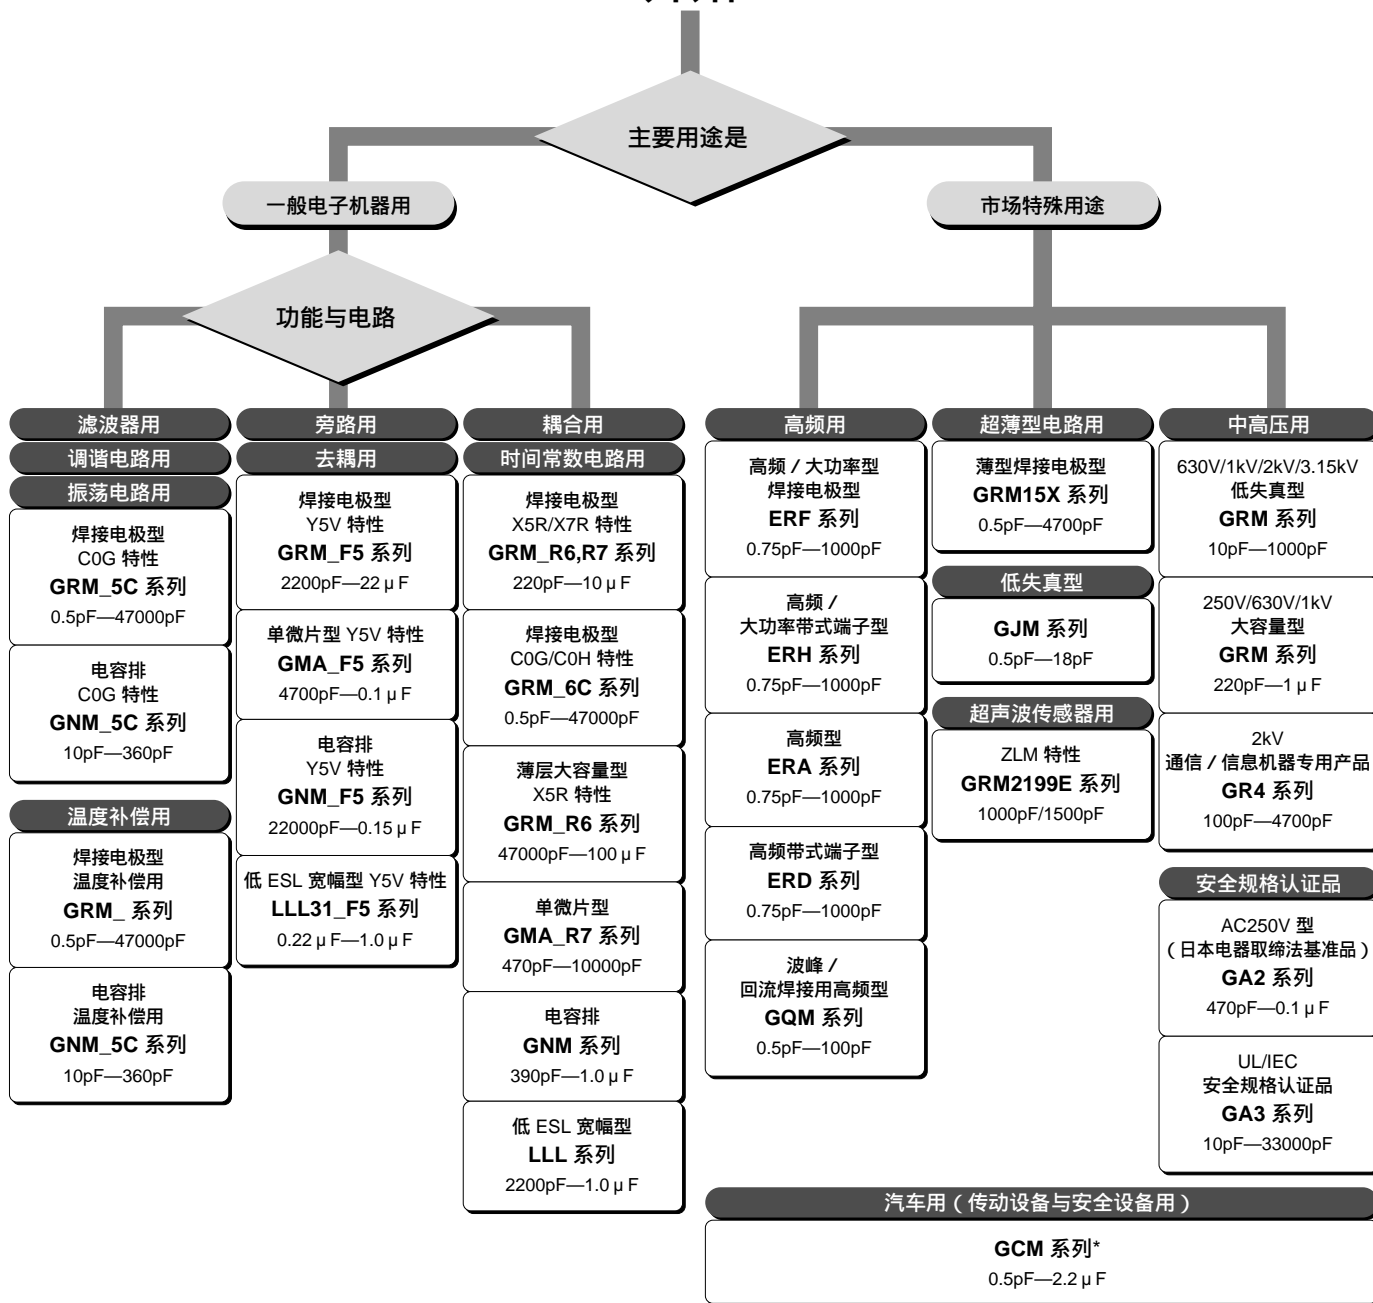 主要用途是
一般电子机器用
市场特殊用途
功能与电路
滤波器用
调谐电路用
振荡电路用
焊接电极型
C0G 特性
GRM_5C 系列
0.5pF—47000pF
电容排
C0G 特性
GNM_5C 系列
10pF—360pF
温度补偿用
焊接电极型
温度补偿用
GRM_ 系列
0.5pF—47000pF
电容排
温度补偿用
GNM_5C 系列
10pF—360pF
旁路用
去耦用
焊接电极型
Y5V 特性
GRM_F5 系列
2200pF—22 μ F
单微片型 Y5V 特性
GMA_F5 系列
4700pF—0.1 μ F
电容排
Y5V 特性
GNM_F5 系列
22000pF—0.15 μ F
低 ESL 宽幅型 Y5V 特性
LLL31_F5 系列
0.22 μ F—1.0 μ F
耦合用
时间常数电路用
焊接电极型
X5R/X7R 特性
GRM_R6,R7 系列
220pF—10 μ F
焊接电极型
C0G/C0H 特性
GRM_6C 系列
0.5pF—47000pF
薄层大容量型
X5R 特性
GRM_R6 系列
47000pF—100 μ F
单微片型
GMA_R7 系列
470pF—10000pF
电容排
GNM 系列
390pF—1.0 μ F
低 ESL 宽幅型
LLL 系列
2200pF—1.0 μ F
高频用
高频 / 大功率型
焊接电极型
ERF 系列
0.75pF—1000pF
高频 /
大功率带式端子型
ERH 系列
0.75pF—1000pF
高频型
ERA 系列
0.75pF—1000pF
高频带式端子型
ERD 系列
0.75pF—1000pF
波峰 /
回流焊接用高频型
GQM 系列
0.5pF—100pF
超薄型电路用
薄型焊接电极型
GRM15X 系列
0.5pF—4700pF
低失真型
GJM 系列
0.5pF—18pF
超声波传感器用
ZLM 特性
GRM2199E 系列
1000pF/1500pF
中高压用
630V/1kV/2kV/3.15kV
低失真型
GRM 系列
10pF—1000pF
250V/630V/1kV
大容量型
GRM 系列
220pF—1 μ F
2kV
通信 / 信息机器专用产品
GR4 系列
100pF—4700pF
安全规格认证品
AC250V 型
（日本电器取缔法基准品）
GA2 系列
470pF—0.1 μ F
UL/IEC
安全规格认证品
GA3 系列
10pF—33000pF
汽车用（传动设备与安全设备用）
GCM 系列*
0.5pF—2.2 μ F